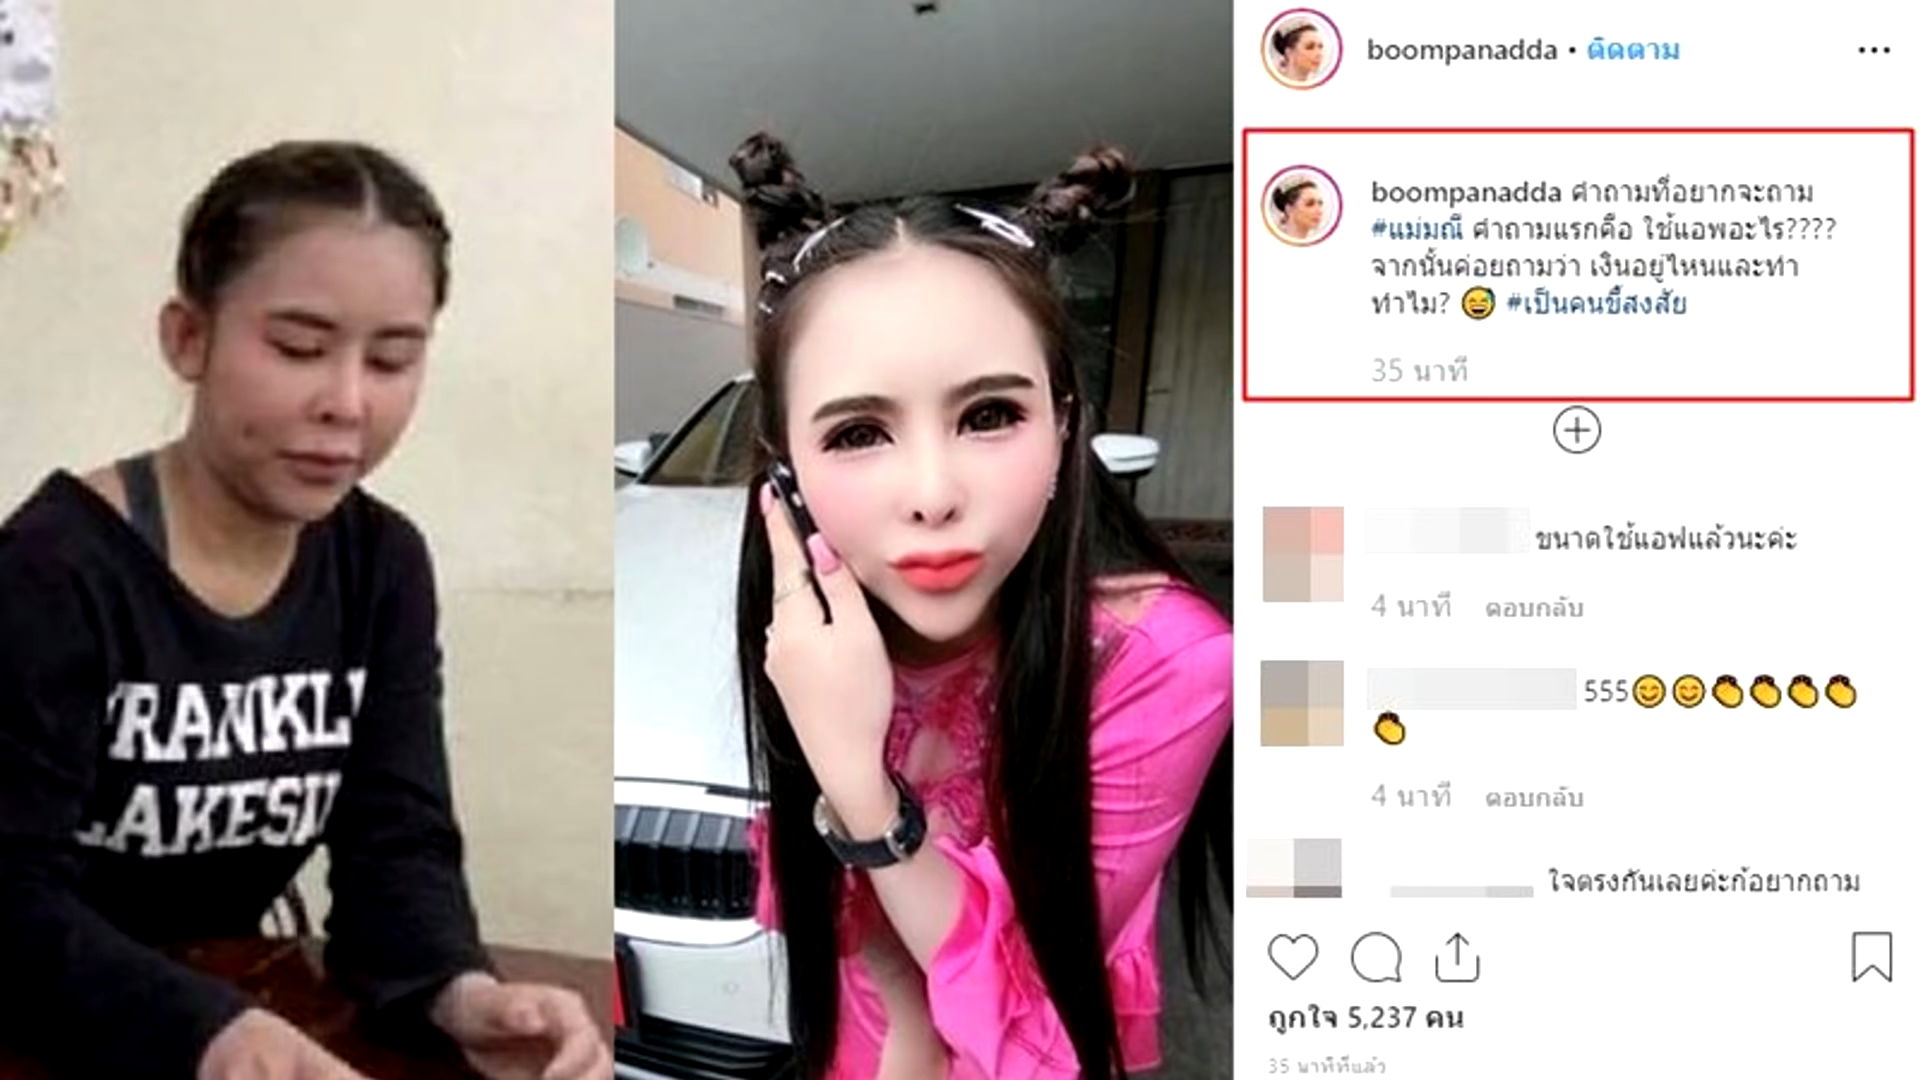 FRANKLI
LAKESI
boompanadda • ติดตาม
boompanadda คำถามที่อยากจะถาม
#แม่มณี คำถามแรกคือ ใช้แอพอะไร????
จากนั้นค่อยถามว่า เงินอยู่ไหนและทำ
ทำไม? 😅 #เป็นคนขี้สงสัย
35 นาที
ขนาดใช้แอฟแล้วนะค่ะ
4 นาที ตอบกลับ
555😊😊👏👏👏👏
👏
4 นาที ตอบกลับ
ใจตรงกันเลยค่ะก้อยากถาม
ถูกใจ 5,237 คน
35 นาทีที่แล้ว